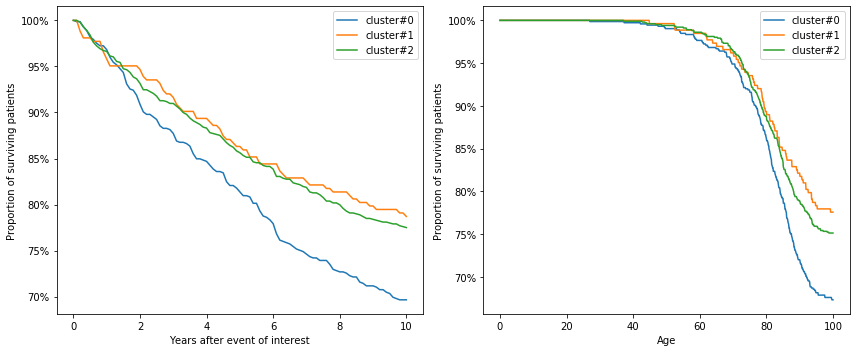 Proportion of surviving patients
100%
95%
90%
85%
80%
75%
70%
0
2
4
6
8
10
Years after event of interest
cluster#0
cluster#1
cluster#2
Proportion of surviving patients
100%
95%
90%
85%
80%
75%
70%
0
20
40
60
80
100
Age
cluster#0
cluster#1
cluster#2